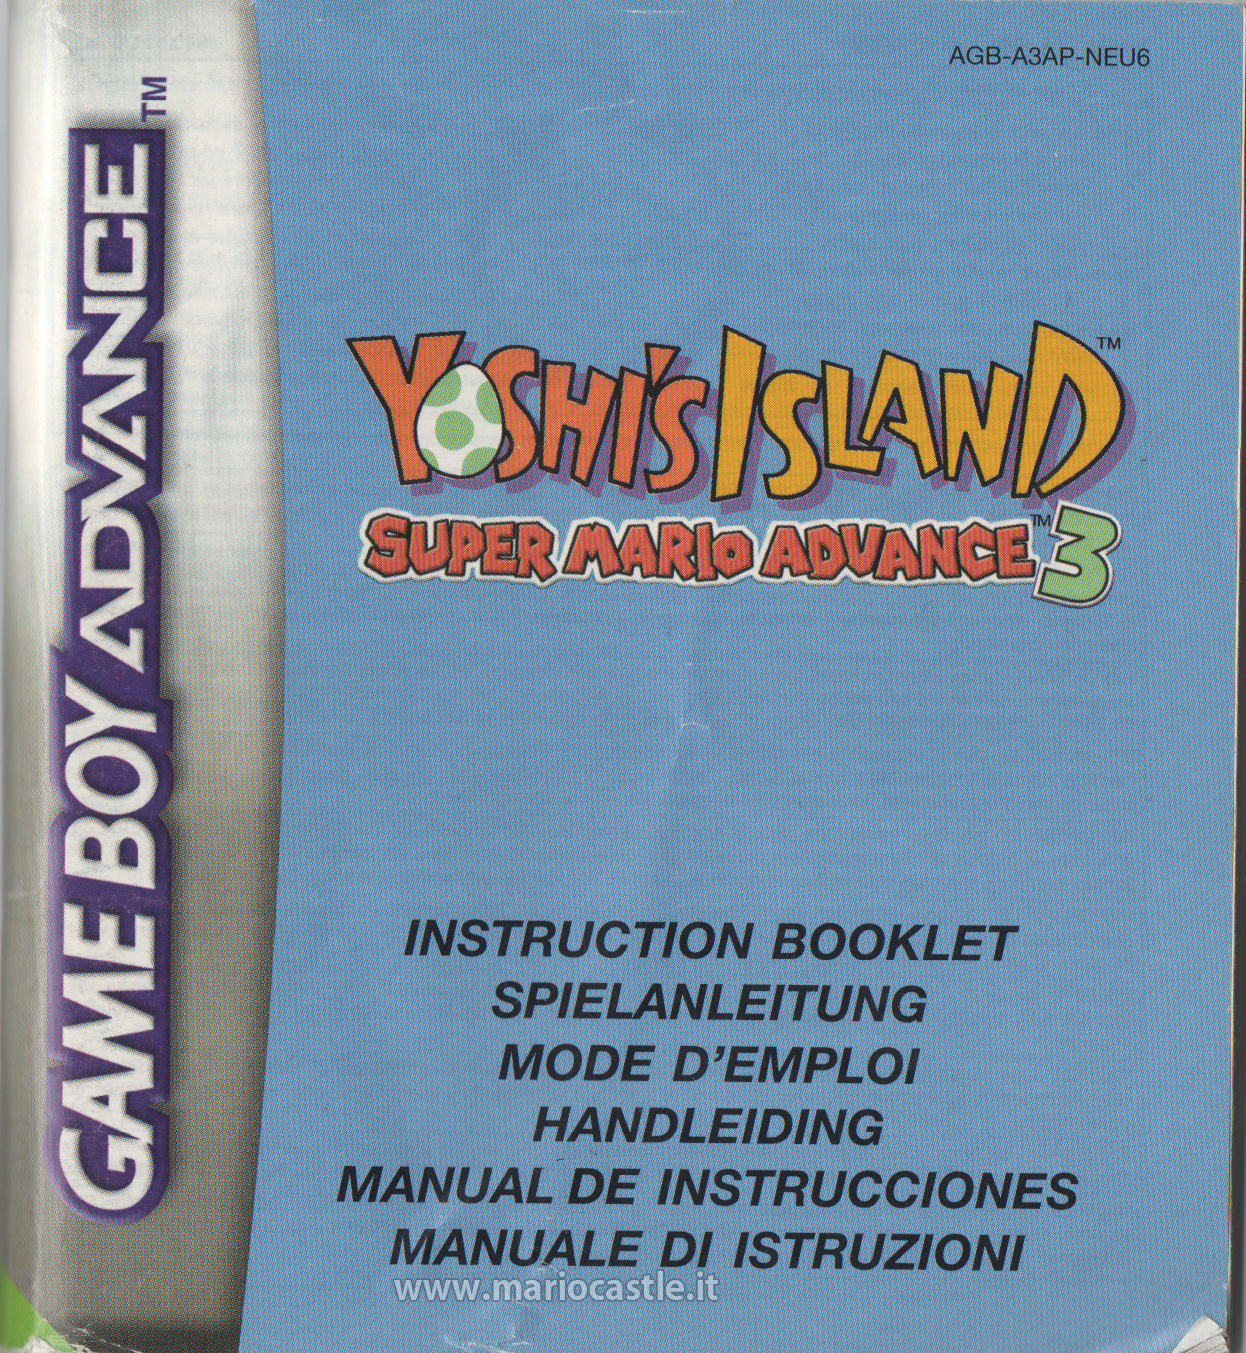 AGB-A3AP-NEU6
GAME BOY ADVANCE™
YOSHI'S ISLAND™
SUPER MARIO ADVANCE™ 3
INSTRUCTION BOOKLET
SPIELANLEITUNG
MODE D'EMPLOI
HANDLEIDING
MANUAL DE INSTRUCCIONES
MANUALE DI ISTRUZIONI
www.mariocastle.it